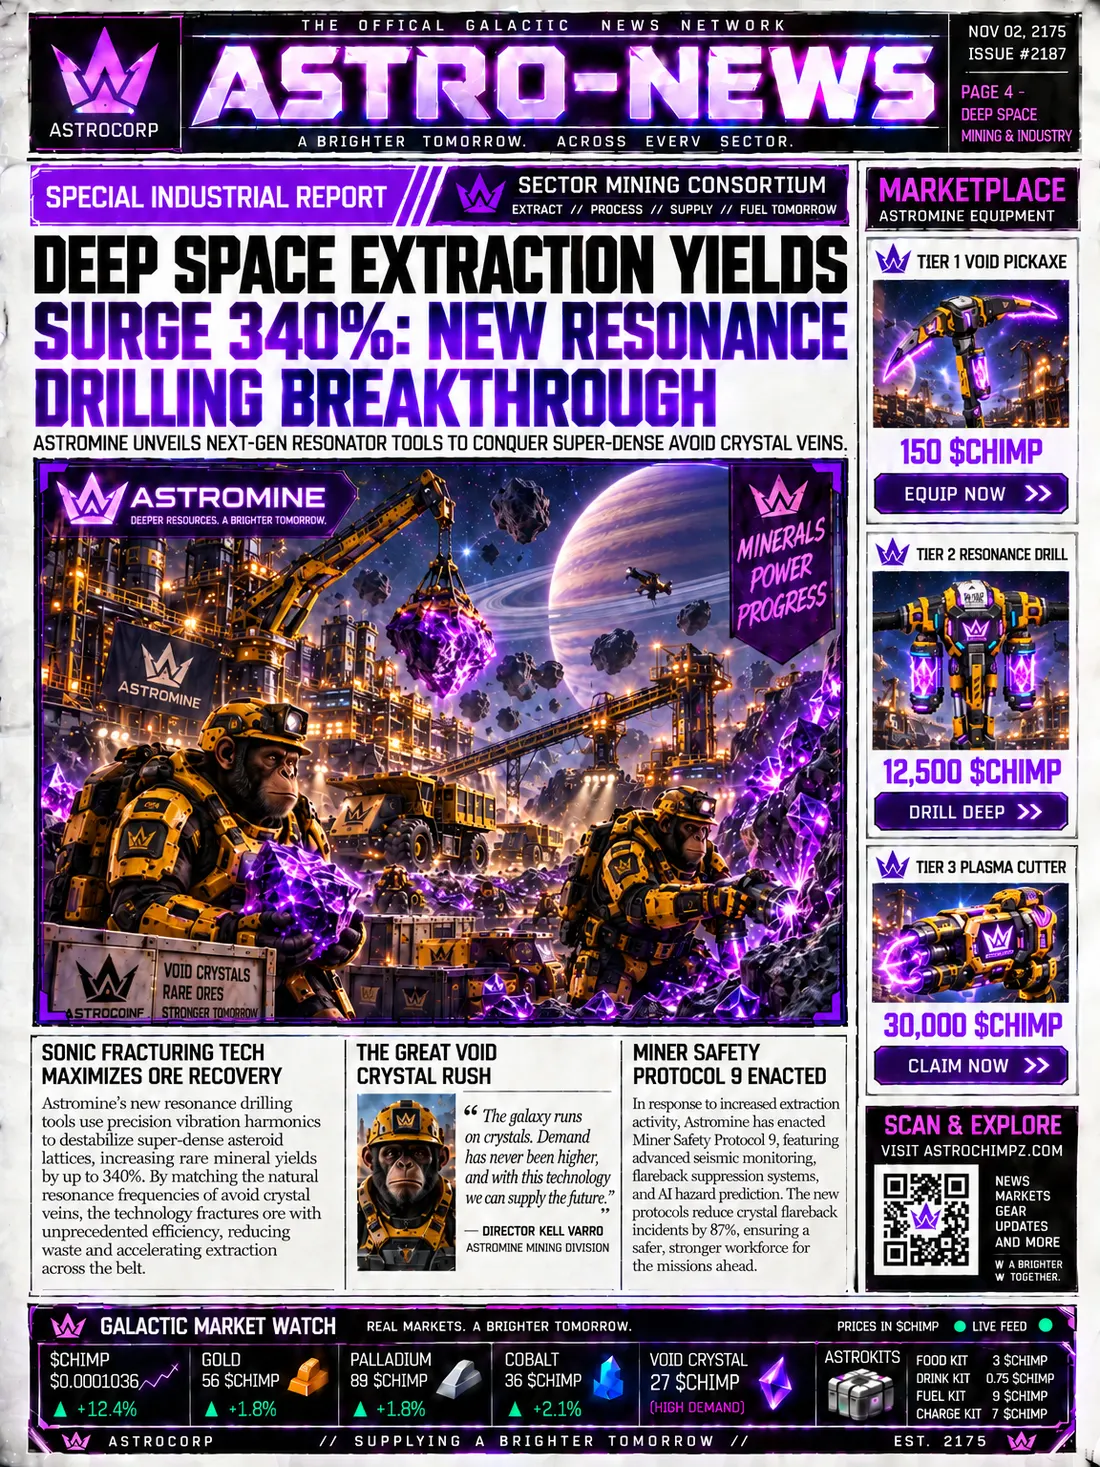 THE OFFICAL GALACIIC NEWS NETWORK
ASTRO-NEWS
A BRIGHTER TOMORROW. ACROSS EVERV SECTOR.
ASTROCORP
NOV 02, 2175
ISSUE #2187
PAGE 4 -
DEEP SPACE
MINING & INDUSTRY
SPECIAL INDUSTRIAL REPORT
SECTOR MINING CONSORTIUM
EXTRACT // PROCESS // SUPPLY // FUEL TOMORROW
DEEP SPACE EXTRACTION YIELDS
SURGE 340%: NEW RESONANCE
DRILLING BREAKTHROUGH
ASTROMINE UNVEILS NEXT-GEN RESONATOR TOOLS TO CONQUER SUPER-DENSE AVOID CRYSTAL VEINS.
ASTROMINE
DEEPER RESOURCES. A BRIGHTER TOMORROW.
MINERALS
POWER
PROGRESS
ASTROMINE
VOID CRYSTALS
RARE ORES
STRONGER TOMORROW
ASTROCOINF
SONIC FRACTURING TECH
MAXIMIZES ORE RECOVERY
Astromine's new resonance drilling
tools use precision vibration harmonics
to destabilize super-dense asteroid
lattices, increasing rare mineral yields
by up to 340%. By matching the natural
resonance frequencies of avoid crystal
veins, the technology fractures ore with
unprecedented efficiency, reducing
waste and accelerating extraction
across the belt.
THE GREAT VOID
CRYSTAL RUSH
“ The galaxy runs
on crystals. Demand
has never been higher,
and with this technology
we can supply the future.”
”
— DIRECTOR KELL VARRO
ASTROMINE MINING DIVISION
MINER SAFETY
PROTOCOL 9 ENACTED
In response to increased extraction
activity, Astromine has enacted
Miner Safety Protocol 9, featuring
advanced seismic monitoring,
flareback suppression systems,
and AI hazard prediction. The new
protocols reduce crystal flareback
incidents by 87%, ensuring a
safer, stronger workforce for
the missions ahead.
MARKETPLACE
ASTROMINE EQUIPMENT
TIER 1 VOID PICKAXE
150 $CHIMP
EQUIP NOW >>
TIER 2 RESONANCE DRILL
12,500 $CHIMP
DRILL DEEP >>
TIER 3 PLASMA CUTTER
30,000 $CHIMP
CLAIM NOW >>
SCAN & EXPLORE
VISIT ASTROCHIMPZ.COM
NEWS
MARKETS
GEAR
UPDATES
AND MORE
W A BRIGHTER
W TOGETHER.
GALACTIC MARKET WATCH
REAL MARKETS. A BRIGHTER TOMORROW.
PRICES IN $CHIMP
LIVE FEED
$CHIMP
$0.0001036
▲ +12.4%
GOLD
56 $CHIMP
▲ +1.8%
PALLADIUM
89 $CHIMP
▲ +1.8%
COBALT
36 $CHIMP
▲ +2.1%
VOID CRYSTAL
27 $CHIMP
(HIGH DEMAND)
ASTROKITS
FOOD KIT 3 $CHIMP
DRINK KIT 0.75 $CHIMP
FUEL KIT 9 $CHIMP
CHARGE KIT 7 $CHIMP
ASTROCORP
// SUPPLYING A BRIGHTER TOMORROW //
EST. 2175